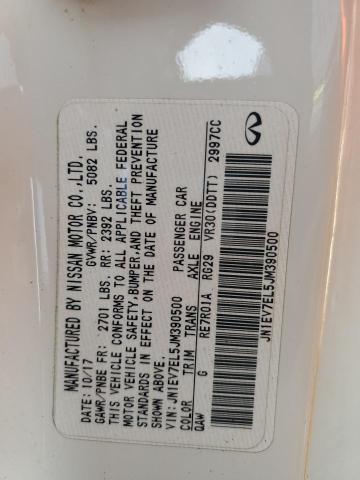 MANUFACTURED BY NISSAN MOTOR CO.,LTD.
DATE: 10/17 GVWR/PNBV: 5082 LBS.
GAWR/PNBE FR: 2701 LBS. RR: 2392 LBS.
THIS VEHICLE CONFORMS TO ALL APPLICABLE FEDERAL
MOTOR VEHICLE SAFETY,BUMPER,AND THEFT PREVENTION
STANDARDS IN EFFECT ON THE DATE OF MANUFACTURE
SHOWN ABOVE.
VIN: JN1EV7EL5JM390500 PASSENGER CAR
COLOR TRIM TRANS AXLE ENGINE
QAW G RE7R01A RG29 VR30(DDTT) 2997CC
JN1EV7EL5JM390500